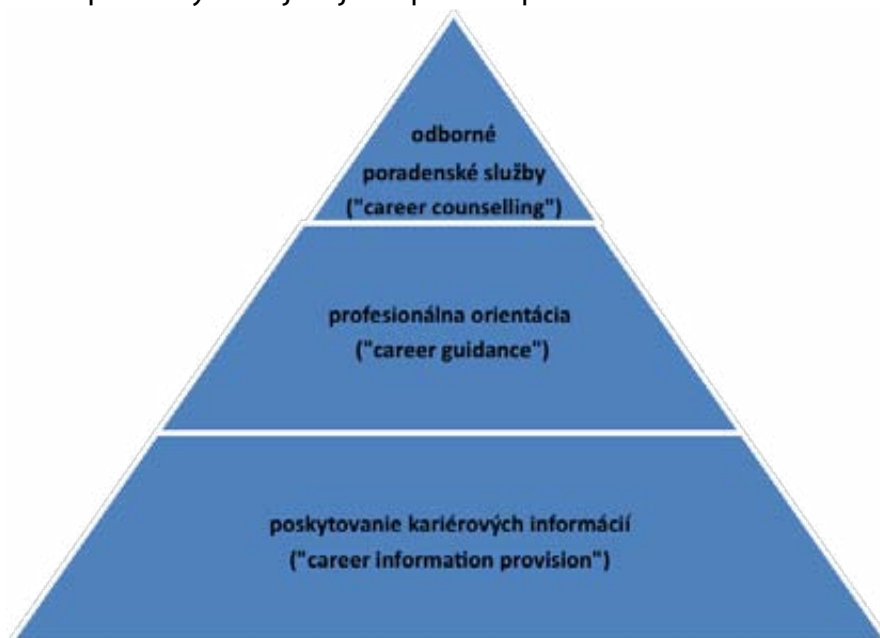 odborné
poradenské služby
("career counselling")
profesionálna orientácia
("career guidance")
poskytovanie kariérových informácií
("career information provision")